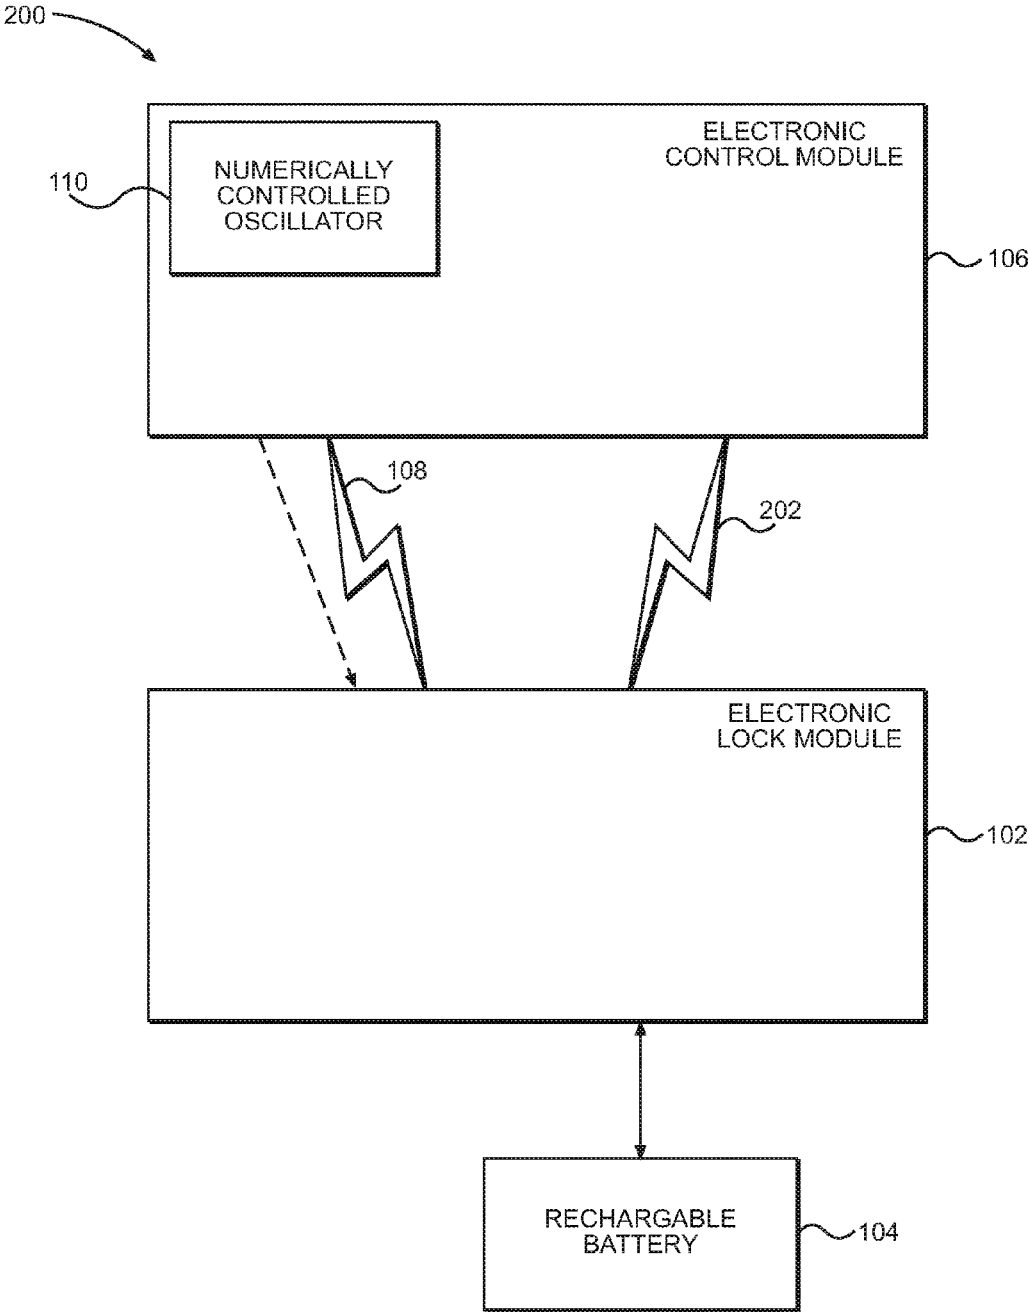 200
ELECTRONIC
CONTROL MODULE
NUMERICALLY
CONTROLLED
OSCILLATOR
110
106
108
202
ELECTRONIC
LOCK MODULE
102
RECHARGABLE
BATTERY
104